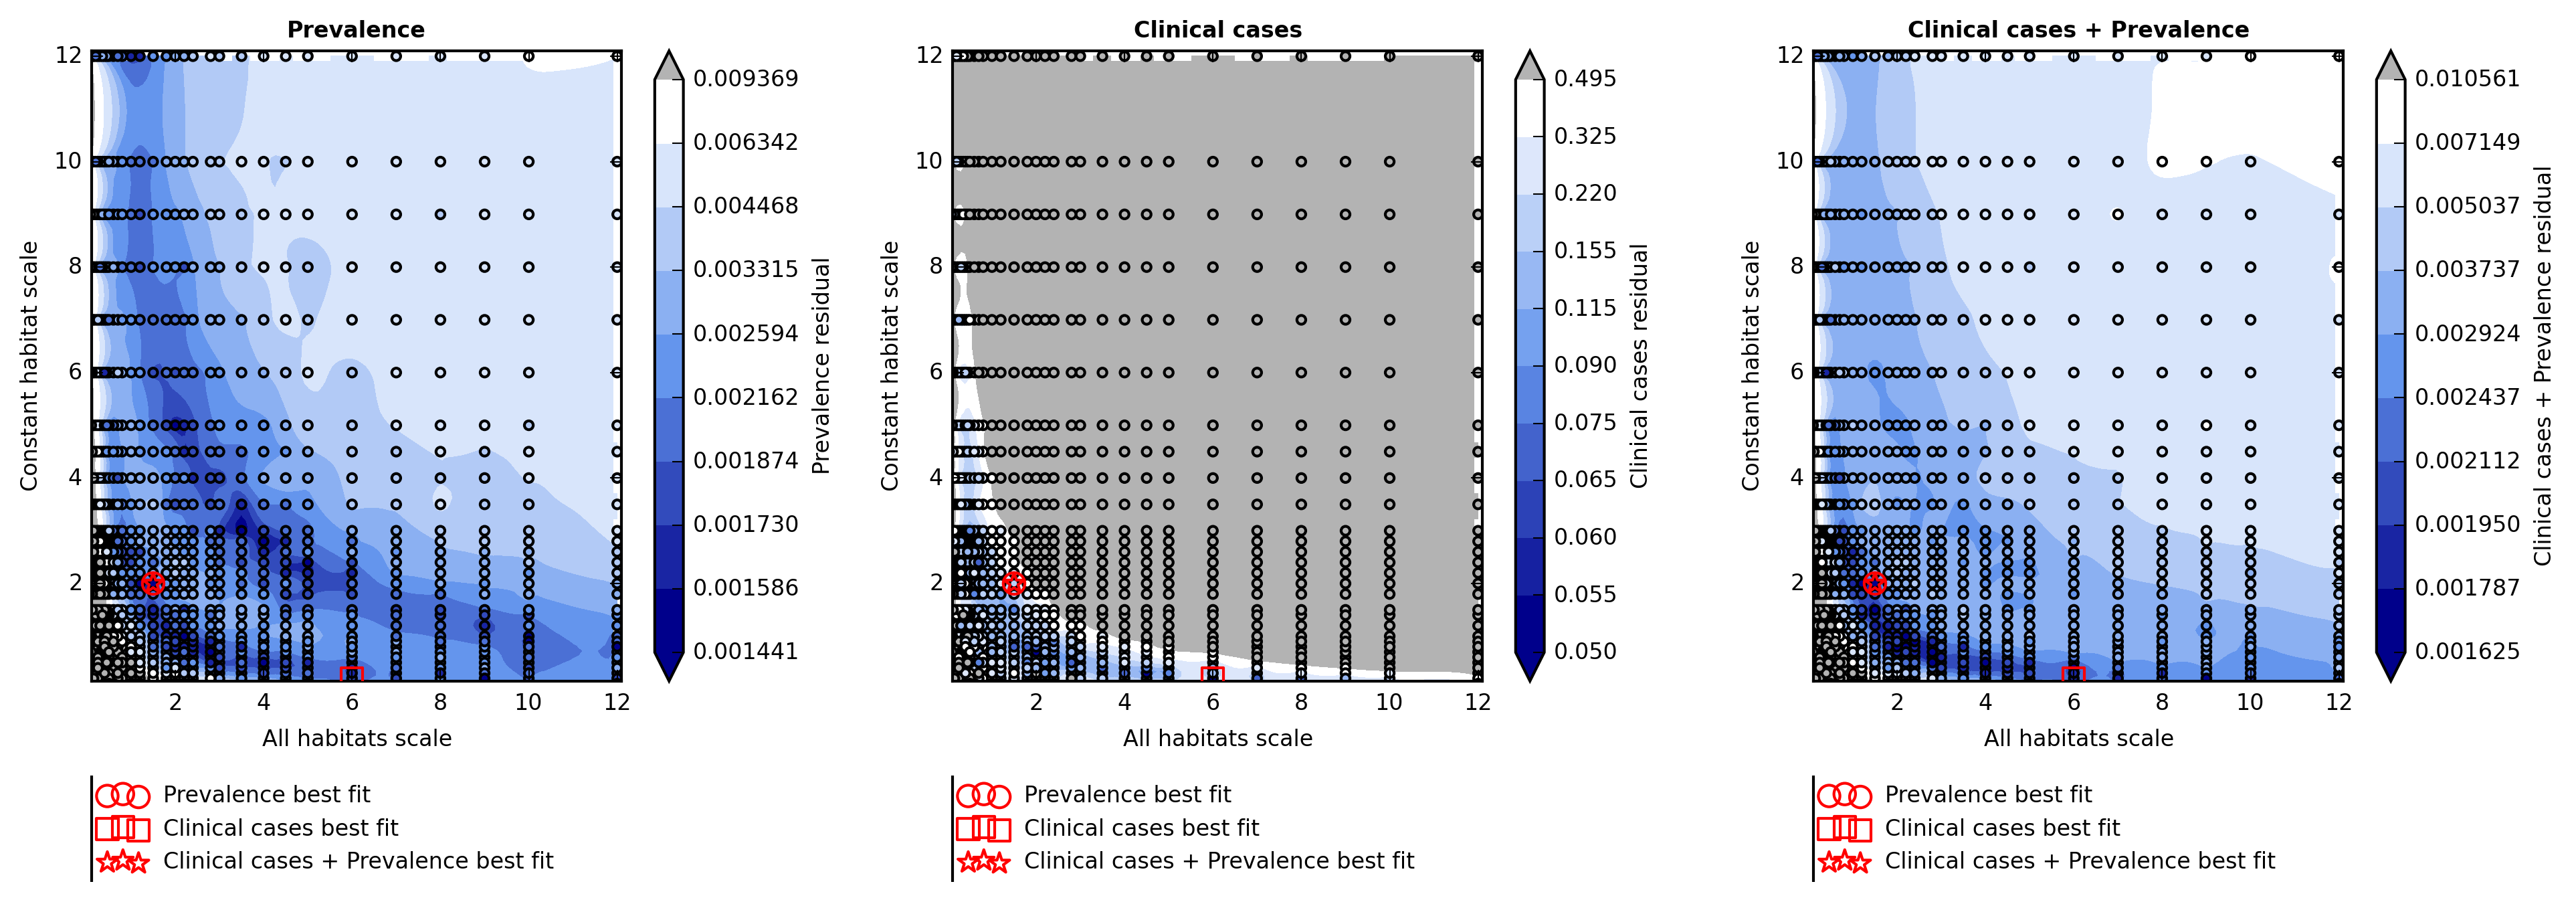 Prevalence
12
10
8
6
4
2
Constant habitat scale
2 4 6 8 10 12
All habitats scale
0.009369
0.006342
0.004468
0.003315
0.002594
0.002162
0.001874
0.001730
0.001586
0.001441
Prevalence residual
Prevalence best fit
Clinical cases best fit
Clinical cases + Prevalence best fit
Clinical cases
12
10
8
6
4
2
Constant habitat scale
2 4 6 8 10 12
All habitats scale
0.495
0.325
0.220
0.155
0.115
0.090
0.075
0.065
0.060
0.055
0.050
Clinical cases residual
Prevalence best fit
Clinical cases best fit
Clinical cases + Prevalence best fit
Clinical cases + Prevalence
12
10
8
6
4
2
Constant habitat scale
2 4 6 8 10 12
All habitats scale
0.010561
0.007149
0.005037
0.003737
0.002924
0.002437
0.002112
0.001950
0.001787
0.001625
Clinical cases + Prevalence residual
Prevalence best fit
Clinical cases best fit
Clinical cases + Prevalence best fit